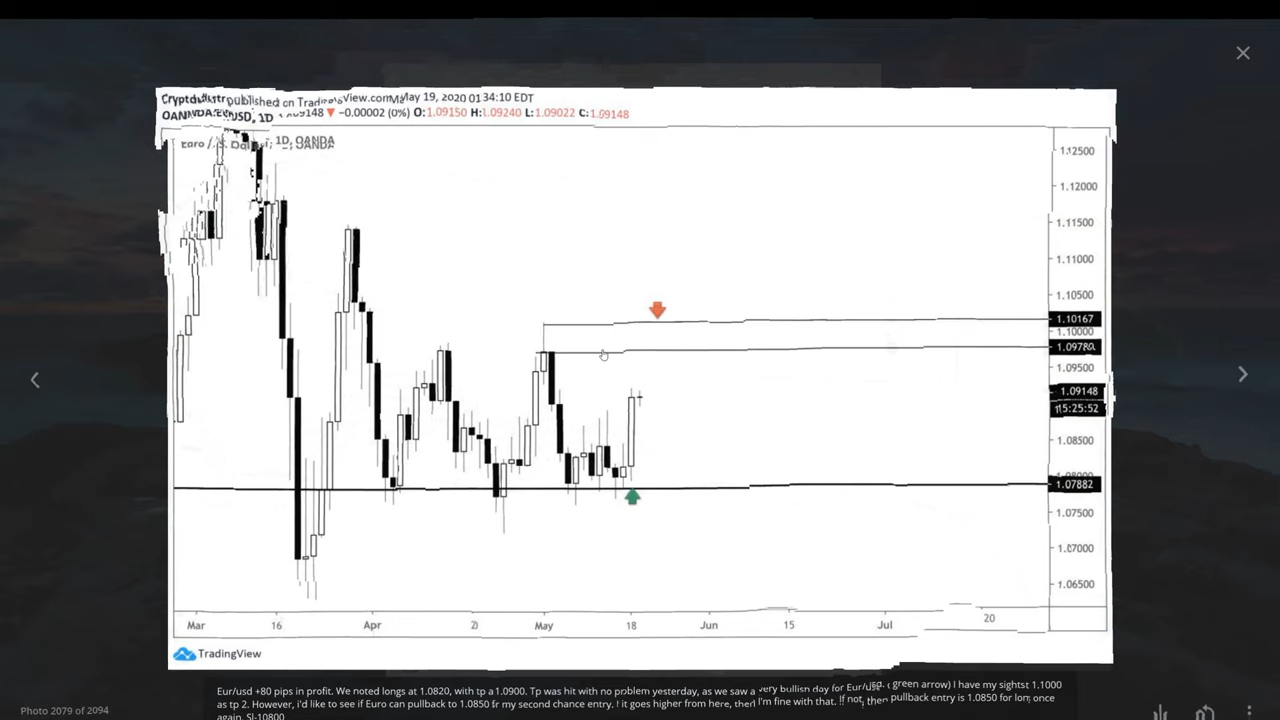 published on TradingView.com, May 19, 2020 01:34:10 EDT
1D 1.09148 ▼ −0.00002 (0%) O:1.09150 H:1.09240 L:1.09022 C:1.09148
1D, OANDA
1.12500
1.12000
1.11500
1.11000
1.10500
1.10167
1.10000
1.09500
1.09148
15:25:52
1.08500
1.07882
1.07500
1.07000
1.06500
Mar 16 Apr 20 May 18 Jun 15 Jul 20
TradingView
Eur/usd +80 pips in profit. We noted longs at 1.0820, with tp a 1.0900. Tp was hit with no problem yesterday, as we saw a very bullish day for Eur/usd. ( green arrow) I have my sights 1.1000
as tp 2. However, i'd like to see if Euro can pullback to 1.0850 for my second chance entry. If it goes higher from here, then I'm fine with that. If not, then pullback entry is 1.0850 for long once
again. Sl-10800
Photo 2079 of 2094